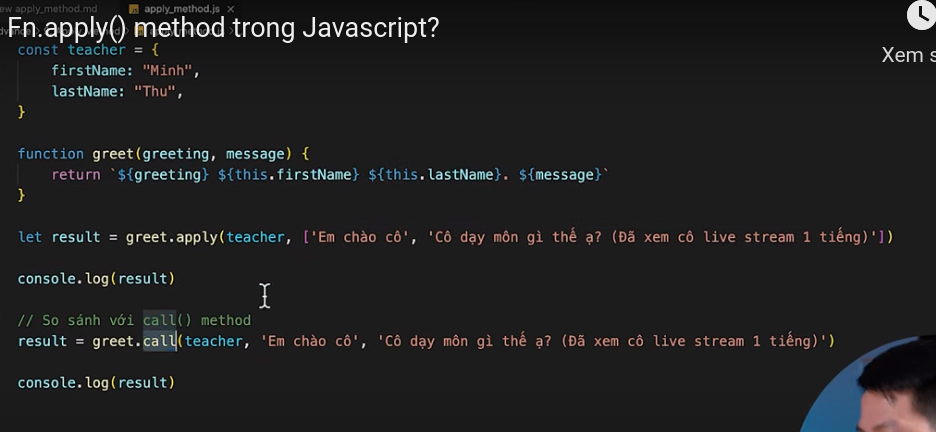 ew apply_method.md apply_method.js ×
Fn.apply() method trong Javascript?
Xem s
const teacher = {
firstName: "Minh",
lastName: "Thu",
}
function greet(greeting, message) {
return `${greeting} ${this.firstName} ${this.lastName}. ${message}`
}
let result = greet.apply(teacher, ['Em chào cô', 'Cô dạy môn gì thế ạ? (Đã xem cô live stream 1 tiếng)'])
console.log(result)
// So sánh với call() method
result = greet.call(teacher, 'Em chào cô', 'Cô dạy môn gì thế ạ? (Đã xem cô live stream 1 tiếng)')
console.log(result)